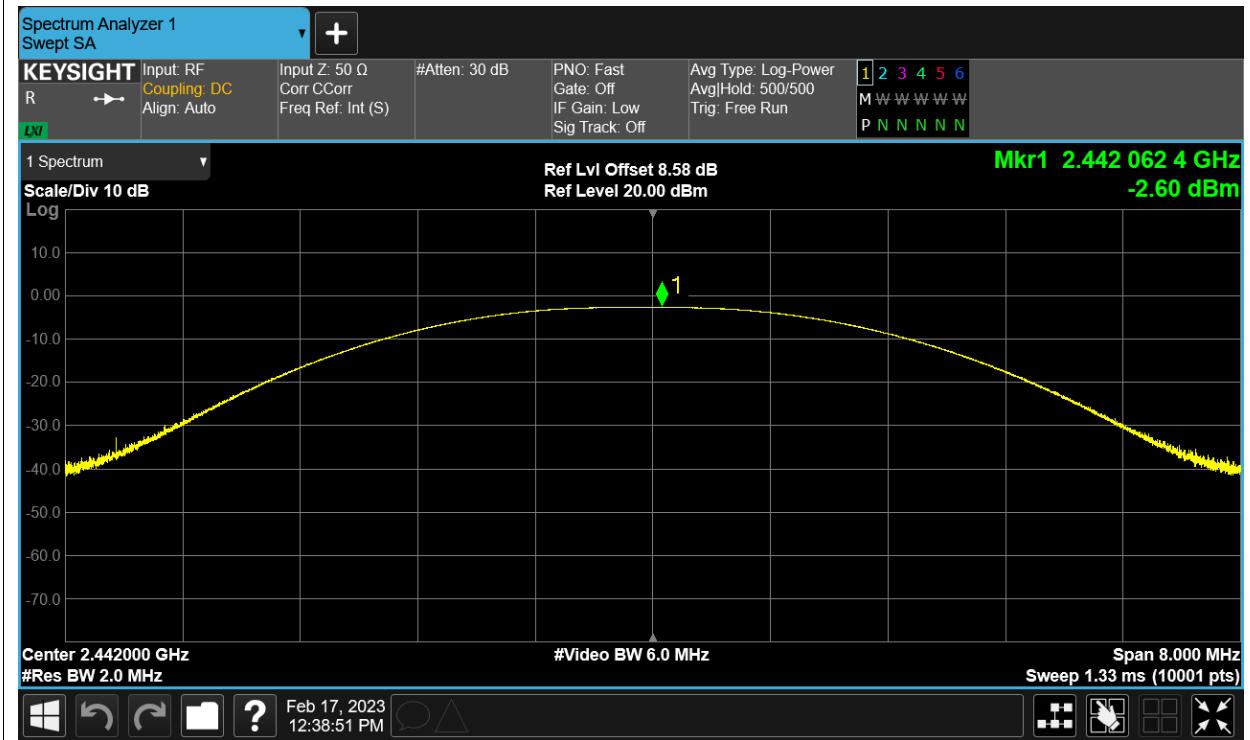 Spectrum Analyzer 1
Swept SA
+
KEYSIGHT
R
LXI
Input: RF
Coupling: DC
Align: Auto
Input Z: 50 Ω
Corr CCorr
Freq Ref: Int (S)
#Atten: 30 dB
PNO: Fast
Gate: Off
IF Gain: Low
Sig Track: Off
Avg Type: Log-Power
Avg|Hold: 500/500
Trig: Free Run
1 2 3 4 5 6
M W W W W W
P N N N N N
1 Spectrum
Scale/Div 10 dB
Log
Ref Lvl Offset 8.58 dB
Ref Level 20.00 dBm
Mkr1 2.442 062 4 GHz
-2.60 dBm
10.0
0.00
-10.0
-20.0
-30.0
-40.0
-50.0
-60.0
-70.0
1
Center 2.442000 GHz
#Res BW 2.0 MHz
#Video BW 6.0 MHz
Span 8.000 MHz
Sweep 1.33 ms (10001 pts)
?
Feb 17, 2023
12:38:51 PM